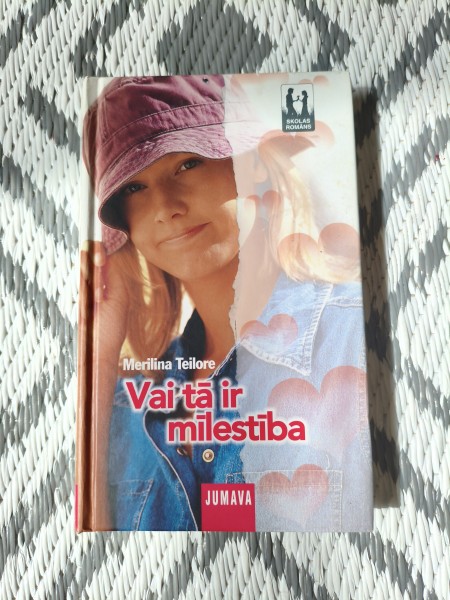 SKOLAS
ROMĀNS
Merilina Teilore
Vai tā ir
mīlestība
JUMAVA